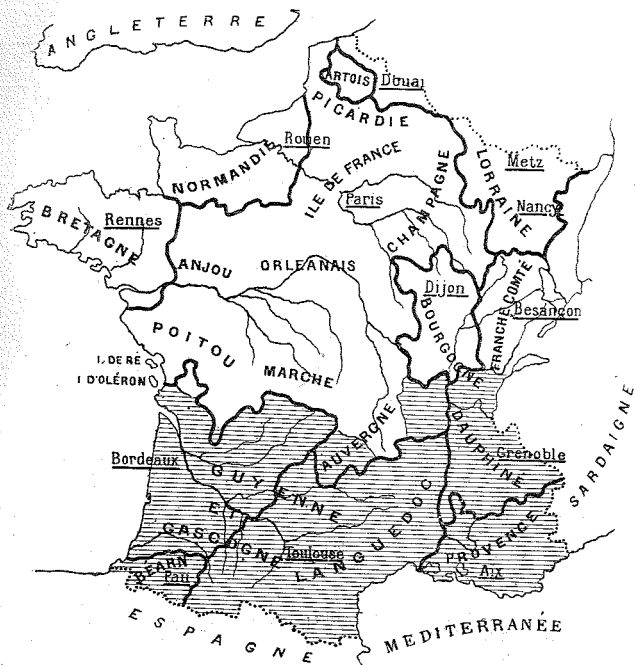 ANGLETERRE
ARTOIS
Douai
PICARDIE
Rouen
NORMANDIE
ILE DE FRANCE
Metz
LORRAINE
Paris
CHAMPAGNE
Nancy
BRETAGNE
Rennes
ANJOU
ORLEANAIS
Dijon
BOURGOGNE
FRANCHE COMTÉ
Besançon
POITOU
I. DE RÉ
MARCHE
I D'OLÉRON
AUVERGNE
DAUPHINÉ
Grenoble
SARDAIGNE
Bordeaux
GUYENNE
ET
GASCOGNE
Toulouse
LANGUEDOC
PROVENCE
Aix
BÉARN
Pau
ESPAGNE
MEDITERRANÉE